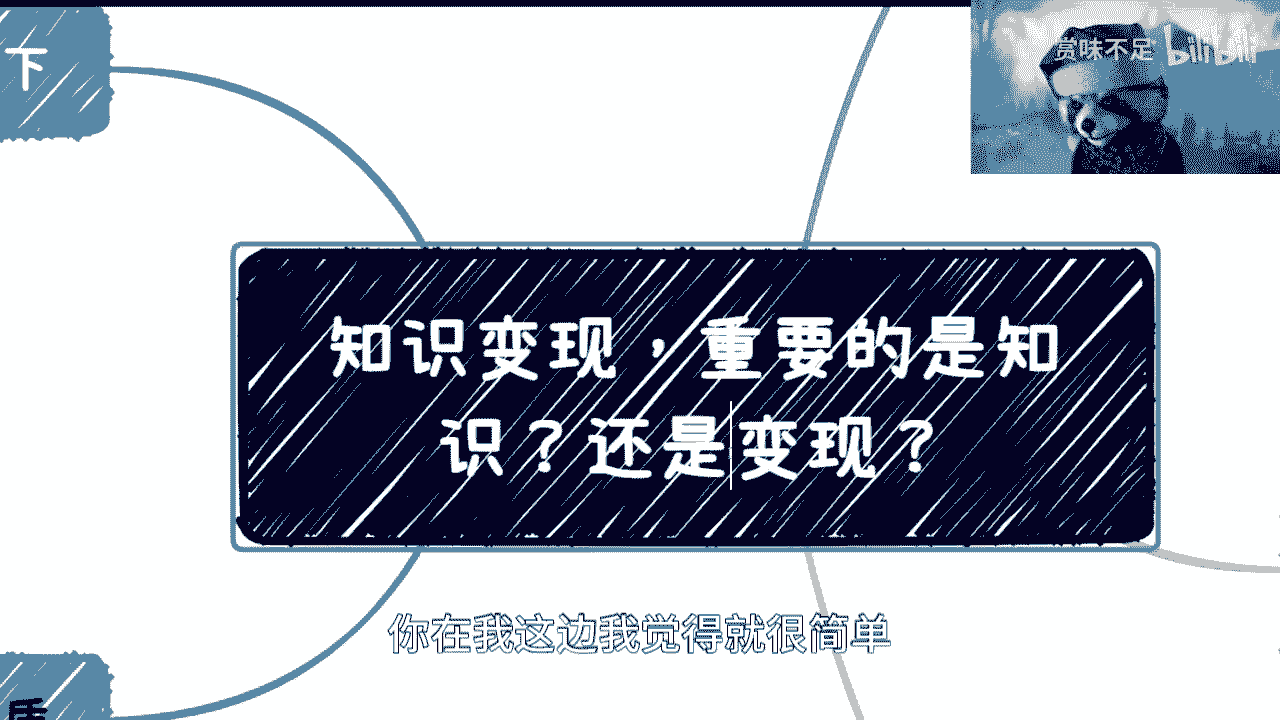 下
赏味不足 bilibili
知识变现，重要的是知
识？还是变现？
你在我这边我觉得就很简单
质